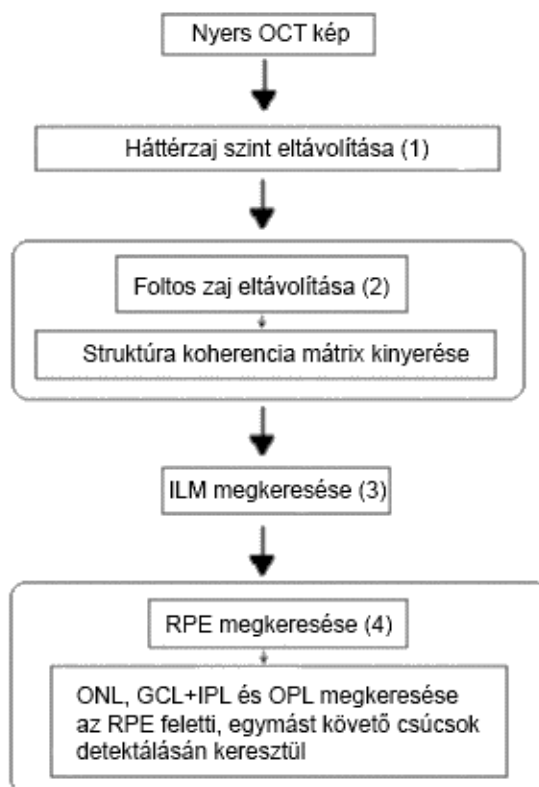 Nyers OCT kép
Háttérzaj szint eltávolítása (1)
Foltos zaj eltávolítása (2)
Struktúra koherencia mátrix kinyerése
ILM megkeresése (3)
RPE megkeresése (4)
ONL, GCL+IPL és OPL megkeresése
az RPE feletti, egymást követő csúcsok
detektálásán keresztül